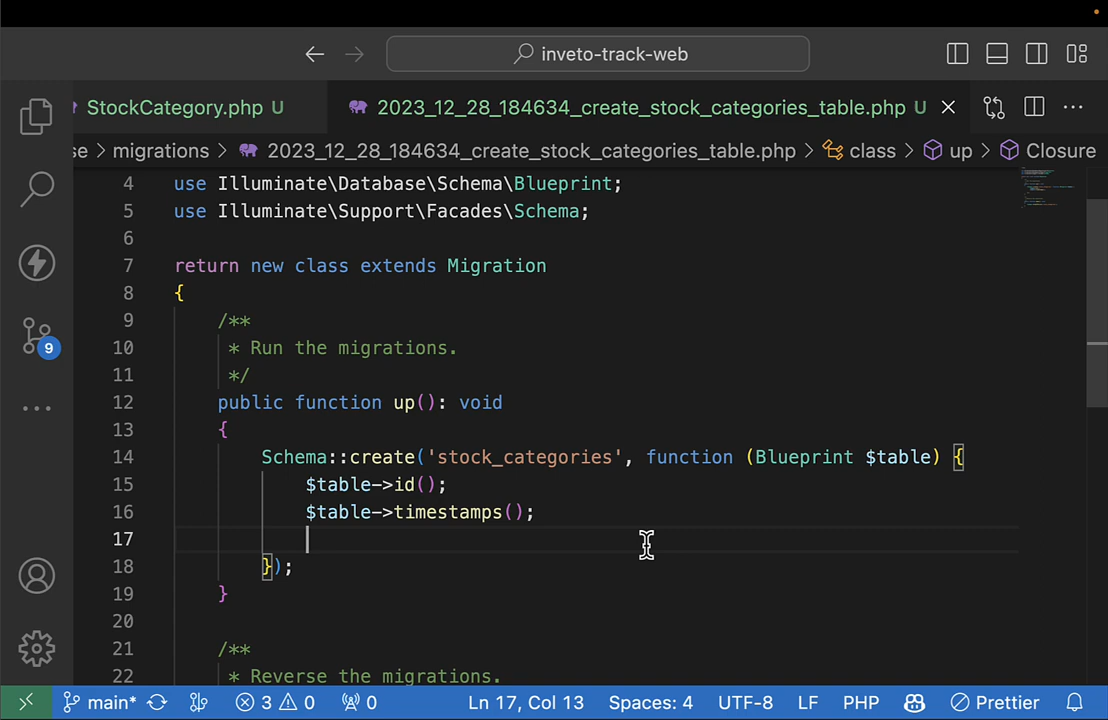 inveto-track-web
StockCategory.php U
2023_12_28_184634_create_stock_categories_table.php U
se > migrations > 2023_12_28_184634_create_stock_categories_table.php > class > up > Closure
4 use Illuminate\Database\Schema\Blueprint;
5 use Illuminate\Support\Facades\Schema;
6
7 return new class extends Migration
8 {
9 /**
10 * Run the migrations.
11 */
12 public function up(): void
13 {
14 Schema::create('stock_categories', function (Blueprint $table) {
15 $table->id();
16 $table->timestamps();
17
18 });
19 }
20
21 /**
22 * Reverse the migrations.
9
main* 3 0 0 Ln 17, Col 13 Spaces: 4 UTF-8 LF PHP Prettier